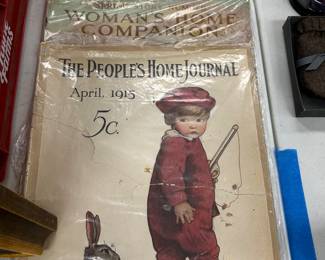 WOMAN'S HOME
COMPANION
THE PEOPLE'S HOME JOURNAL
April, 1915
5c.